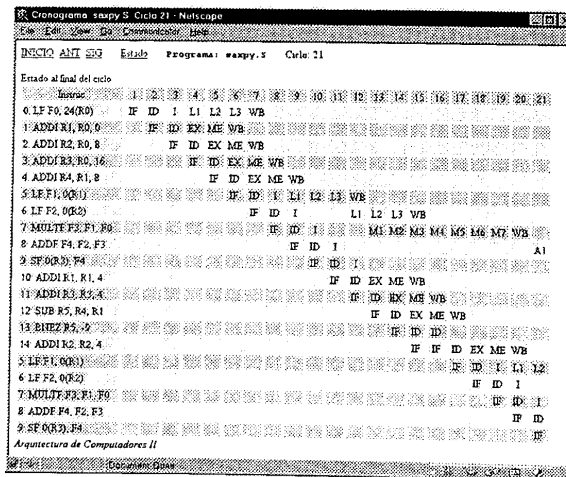 Cronograma saxpy.S Ciclo 21 - Netscape
File Edit View Go Communicator Help
INICIO ANT SIG Estado Programa: saxpy.S Ciclo: 21
Estado al final del ciclo
Instruc 1 2 3 4 5 6 7 8 9 10 11 12 13 14 15 16 17 18 19 20 21
0 LF F0, 24(R0) IF ID I L1 L2 L3 WB
1 ADDI R1, R0, 0 IF ID EX ME WB
2 ADDI R2, R0, 8 IF ID EX ME WB
3 ADDI R3, R0, 16 IF ID EX ME WB
4 ADDI R4, R1, 8 IF ID EX ME WB
5 LF F1, 0(R1) IF ID I L1 L2 L3 WB
6 LF F2, 0(R2) IF ID I L1 L2 L3 WB
7 MULTF F3, F1, F0 IF ID I M1 M2 M3 M4 M5 M6 M7 WB
8 ADDF F4, F2, F3 IF ID I A1
9 SF 0(R3), F4 IF ID I
10 ADDI R1, R1, 4 IF ID EX ME WB
11 ADDI R3, R3, 4 IF ID EX ME WB
12 SUB R5, R4, R1 IF ID EX ME WB
13 BNEZ R5, -9 IF ID ID
14 ADDI R2, R2, 4 IF IF ID EX ME WB
5 LF F1, 0(R1) IF ID I L1 L2
6 LF F2, 0(R2) IF ID I
7 MULTF F3, F1, F0 IF ID I
8 ADDF F4, F2, F3 IF ID
9 SF 0(R3), F4 IF
Arquitectura de Computadores II
Document Done